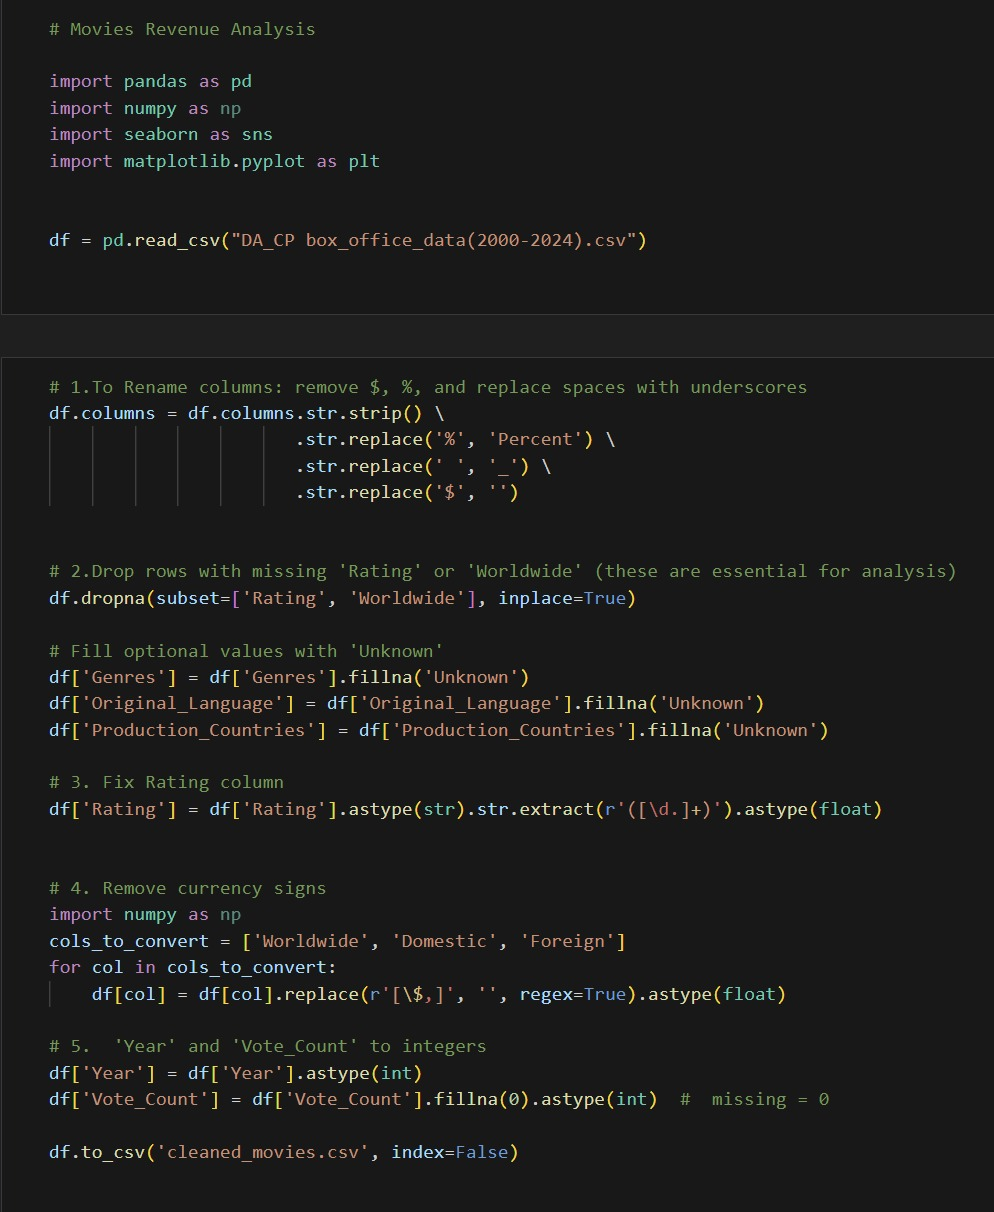 # Movies Revenue Analysis
import pandas as pd
import numpy as np
import seaborn as sns
import matplotlib.pyplot as plt
df = pd.read_csv("DA_CP box_office_data(2000-2024).csv")
# 1.To Rename columns: remove $, %, and replace spaces with underscores
df.columns = df.columns.str.strip() \
.str.replace('%', 'Percent') \
.str.replace(' ', '_') \
.str.replace('$', '')
# 2.Drop rows with missing 'Rating' or 'Worldwide' (these are essential for analysis)
df.dropna(subset=['Rating', 'Worldwide'], inplace=True)
# Fill optional values with 'Unknown'
df['Genres'] = df['Genres'].fillna('Unknown')
df['Original_Language'] = df['Original_Language'].fillna('Unknown')
df['Production_Countries'] = df['Production_Countries'].fillna('Unknown')
# 3. Fix Rating column
df['Rating'] = df['Rating'].astype(str).str.extract(r'([\d.]+)').astype(float)
# 4. Remove currency signs
import numpy as np
cols_to_convert = ['Worldwide', 'Domestic', 'Foreign']
for col in cols_to_convert:
    df[col] = df[col].replace(r'[\$,]', '', regex=True).astype(float)
# 5.  'Year' and 'Vote_Count' to integers
df['Year'] = df['Year'].astype(int)
df['Vote_Count'] = df['Vote_Count'].fillna(0).astype(int)  #  missing = 0
df.to_csv('cleaned_movies.csv', index=False)